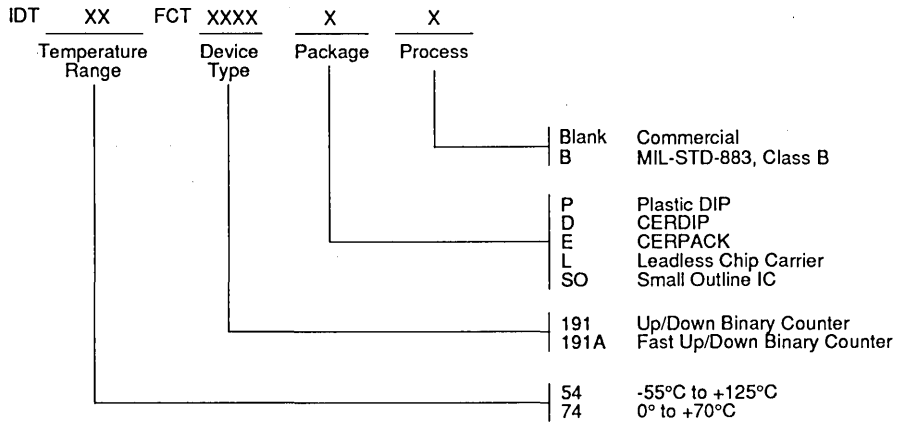 IDT XX FCT XXXX X X
Temperature Range Device Type Package Process
Blank Commercial
B MIL-STD-883, Class B
P Plastic DIP
D CERDIP
E CERPACK
L Leadless Chip Carrier
SO Small Outline IC
191 Up/Down Binary Counter
191A Fast Up/Down Binary Counter
54 -55°C to +125°C
74 0° to +70°C